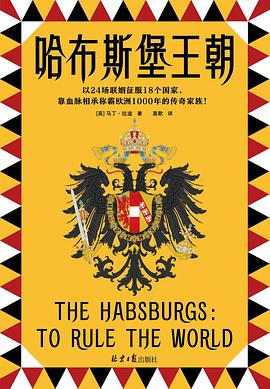 哈布斯堡王朝
以24场联姻征服18个国家，
靠血脉相承称霸欧洲1000年的传奇家族！
[英] 马丁·拉迪 著 高歌 译
THE HABSBURGS:
TO RULE THE WORLD
北京日报出版社